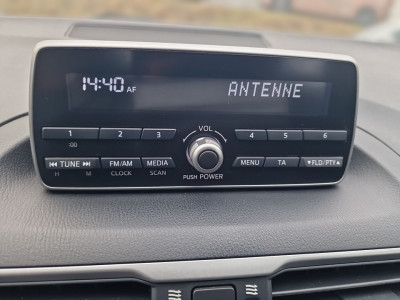 14:40 AF ANTENNE
VOL
1 2 3 4 5 6
:00
⏮ TUNE ⏭ FM/AM MEDIA MENU TA ▼FLD/PTY▲
H M CLOCK SCAN PUSH POWER